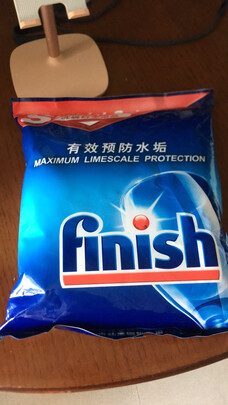 有效预防水垢
MAXIMUM LIMESCALE PROTECTION
finish